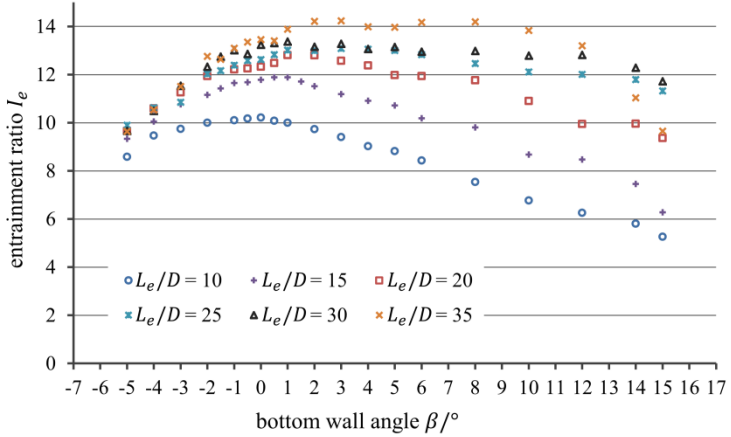 entrainment ratio I_e
14
12
10
8
6
4
2
0
L_e/D = 10 L_e/D = 15 L_e/D = 20
L_e/D = 25 L_e/D = 30 L_e/D = 35
-7 -6 -5 -4 -3 -2 -1 0 1 2 3 4 5 6 7 8 9 10 11 12 13 14 15 16 17
bottom wall angle β/°